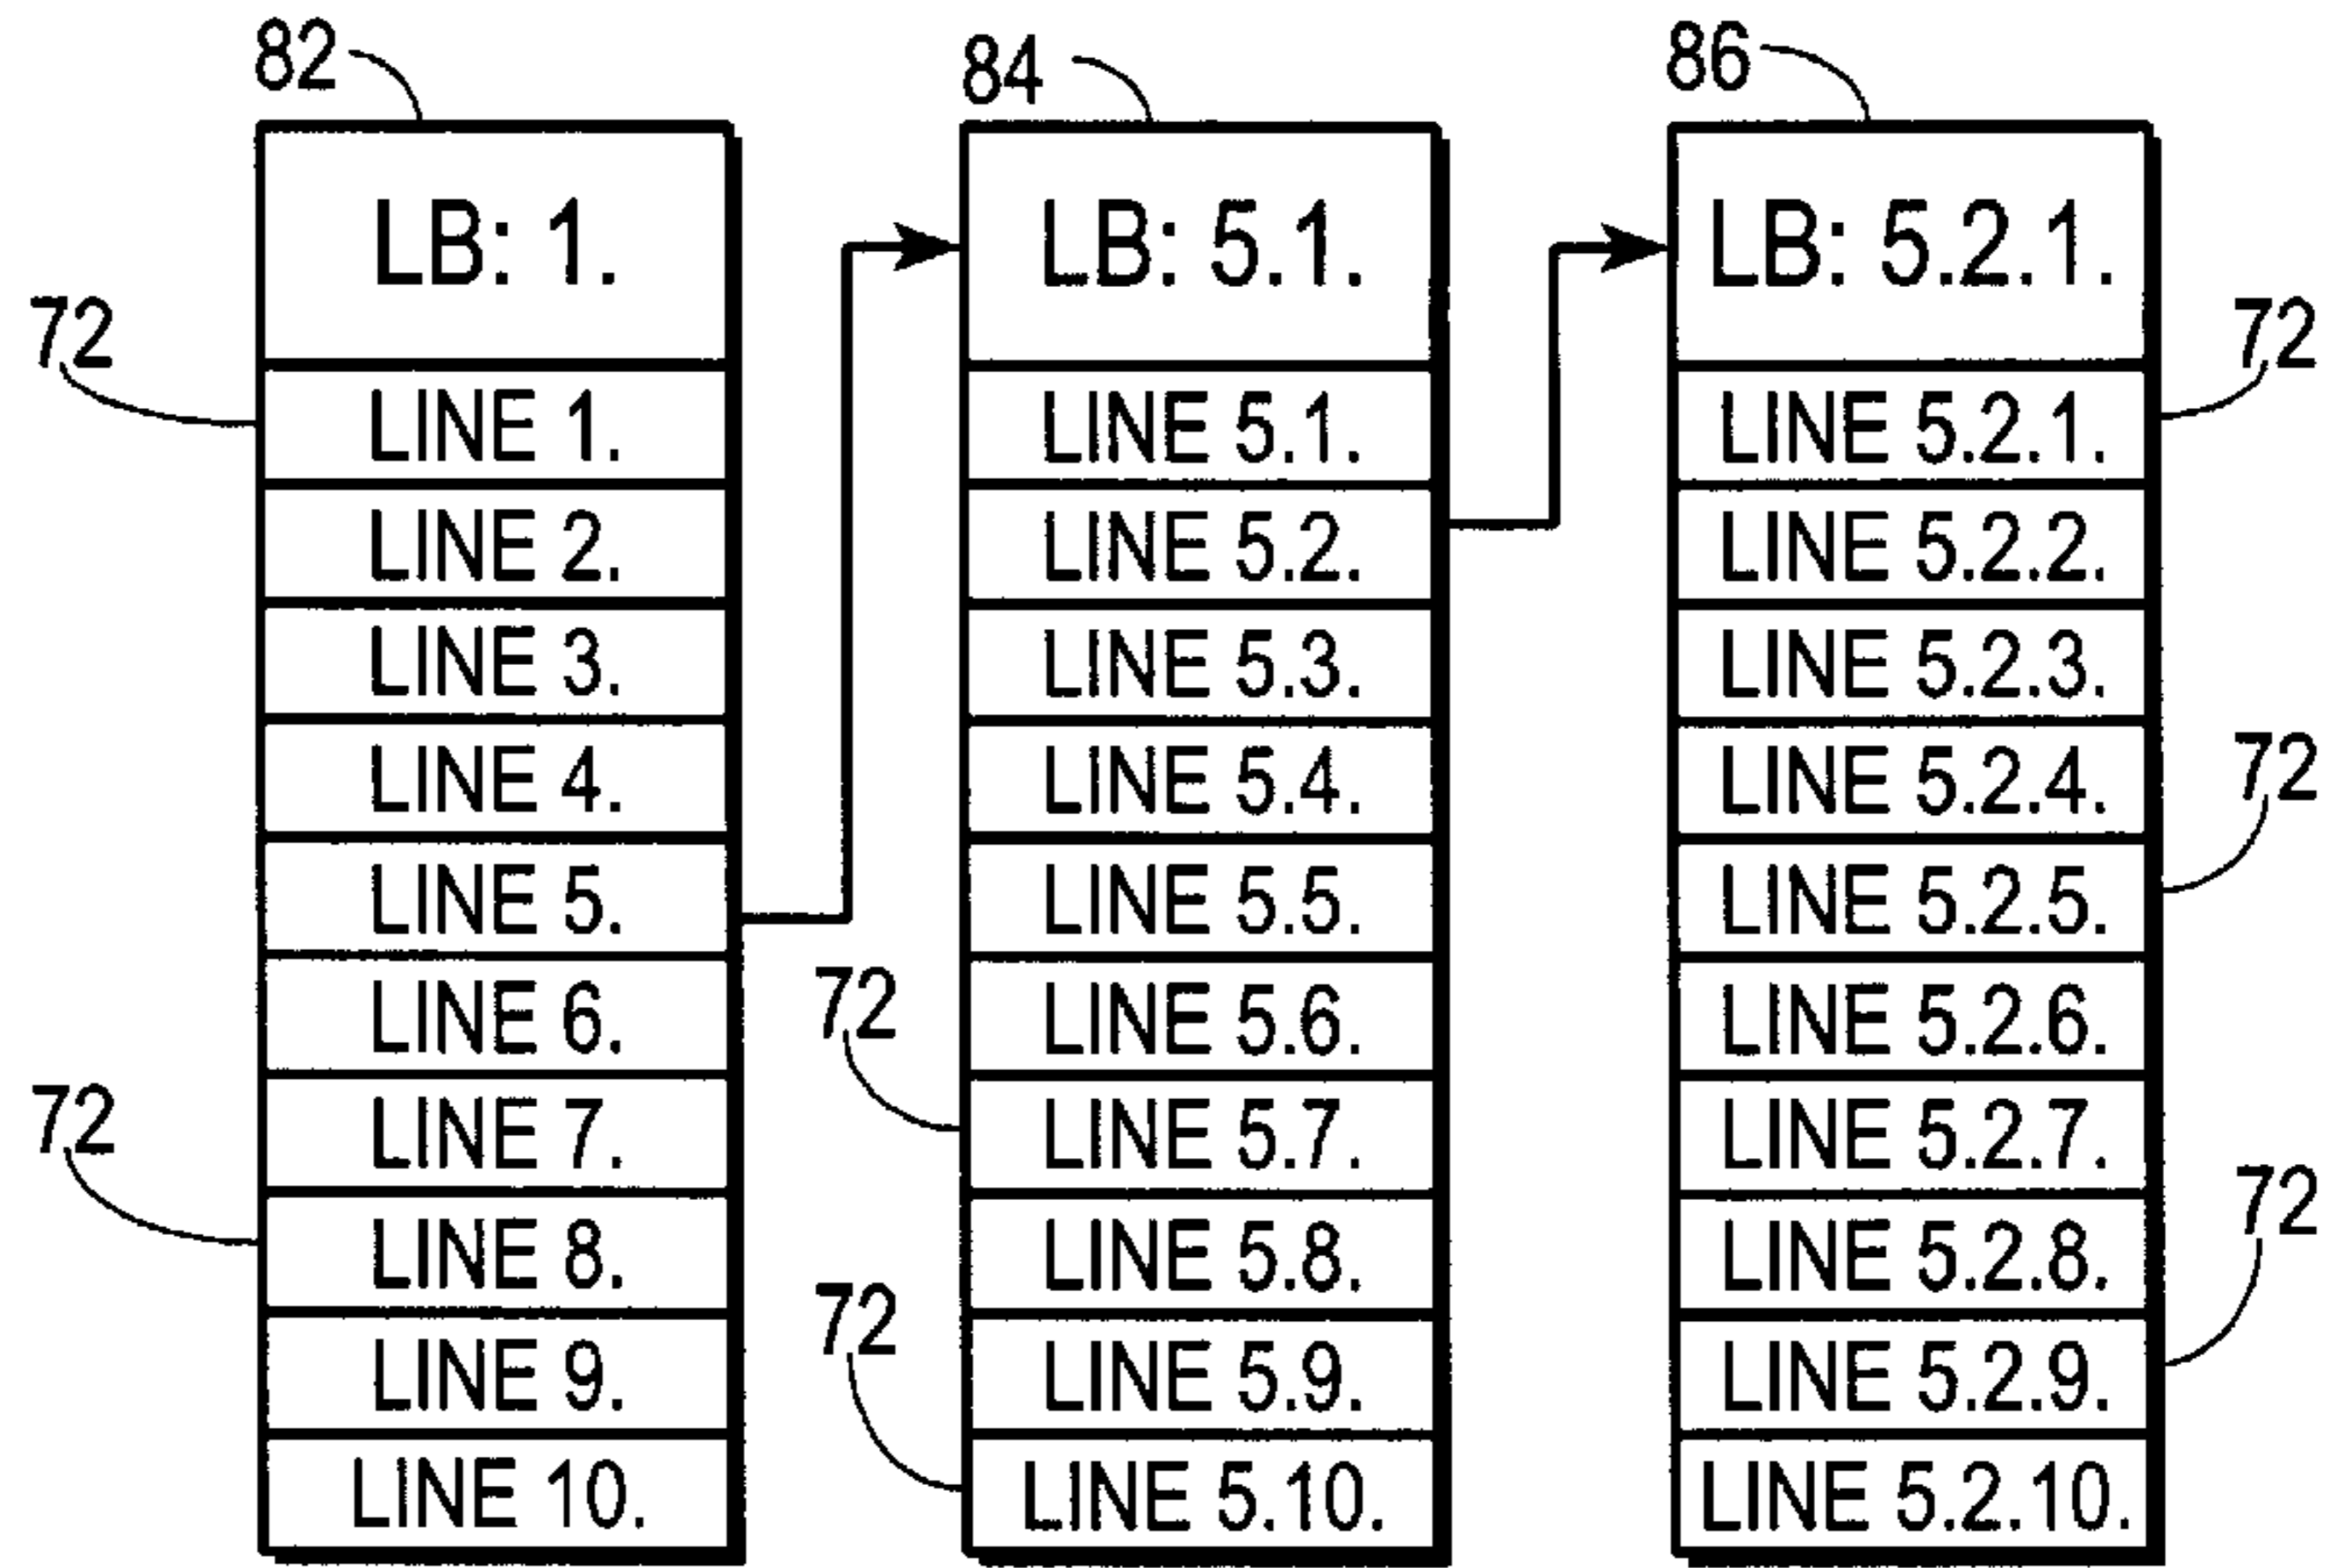 82
LB: 1.
72
LINE 1.
LINE 2.
LINE 3.
LINE 4.
LINE 5.
LINE 6.
LINE 7.
72
LINE 8.
LINE 9.
LINE 10.
84
LB: 5.1.
LINE 5.1.
LINE 5.2.
LINE 5.3.
LINE 5.4.
LINE 5.5.
LINE 5.6.
72
LINE 5.7.
LINE 5.8.
LINE 5.9.
72
LINE 5.10.
86
LB: 5.2.1.
72
LINE 5.2.1.
LINE 5.2.2.
LINE 5.2.3.
LINE 5.2.4.
72
LINE 5.2.5.
LINE 5.2.6.
LINE 5.2.7.
LINE 5.2.8.
72
LINE 5.2.9.
LINE 5.2.10.